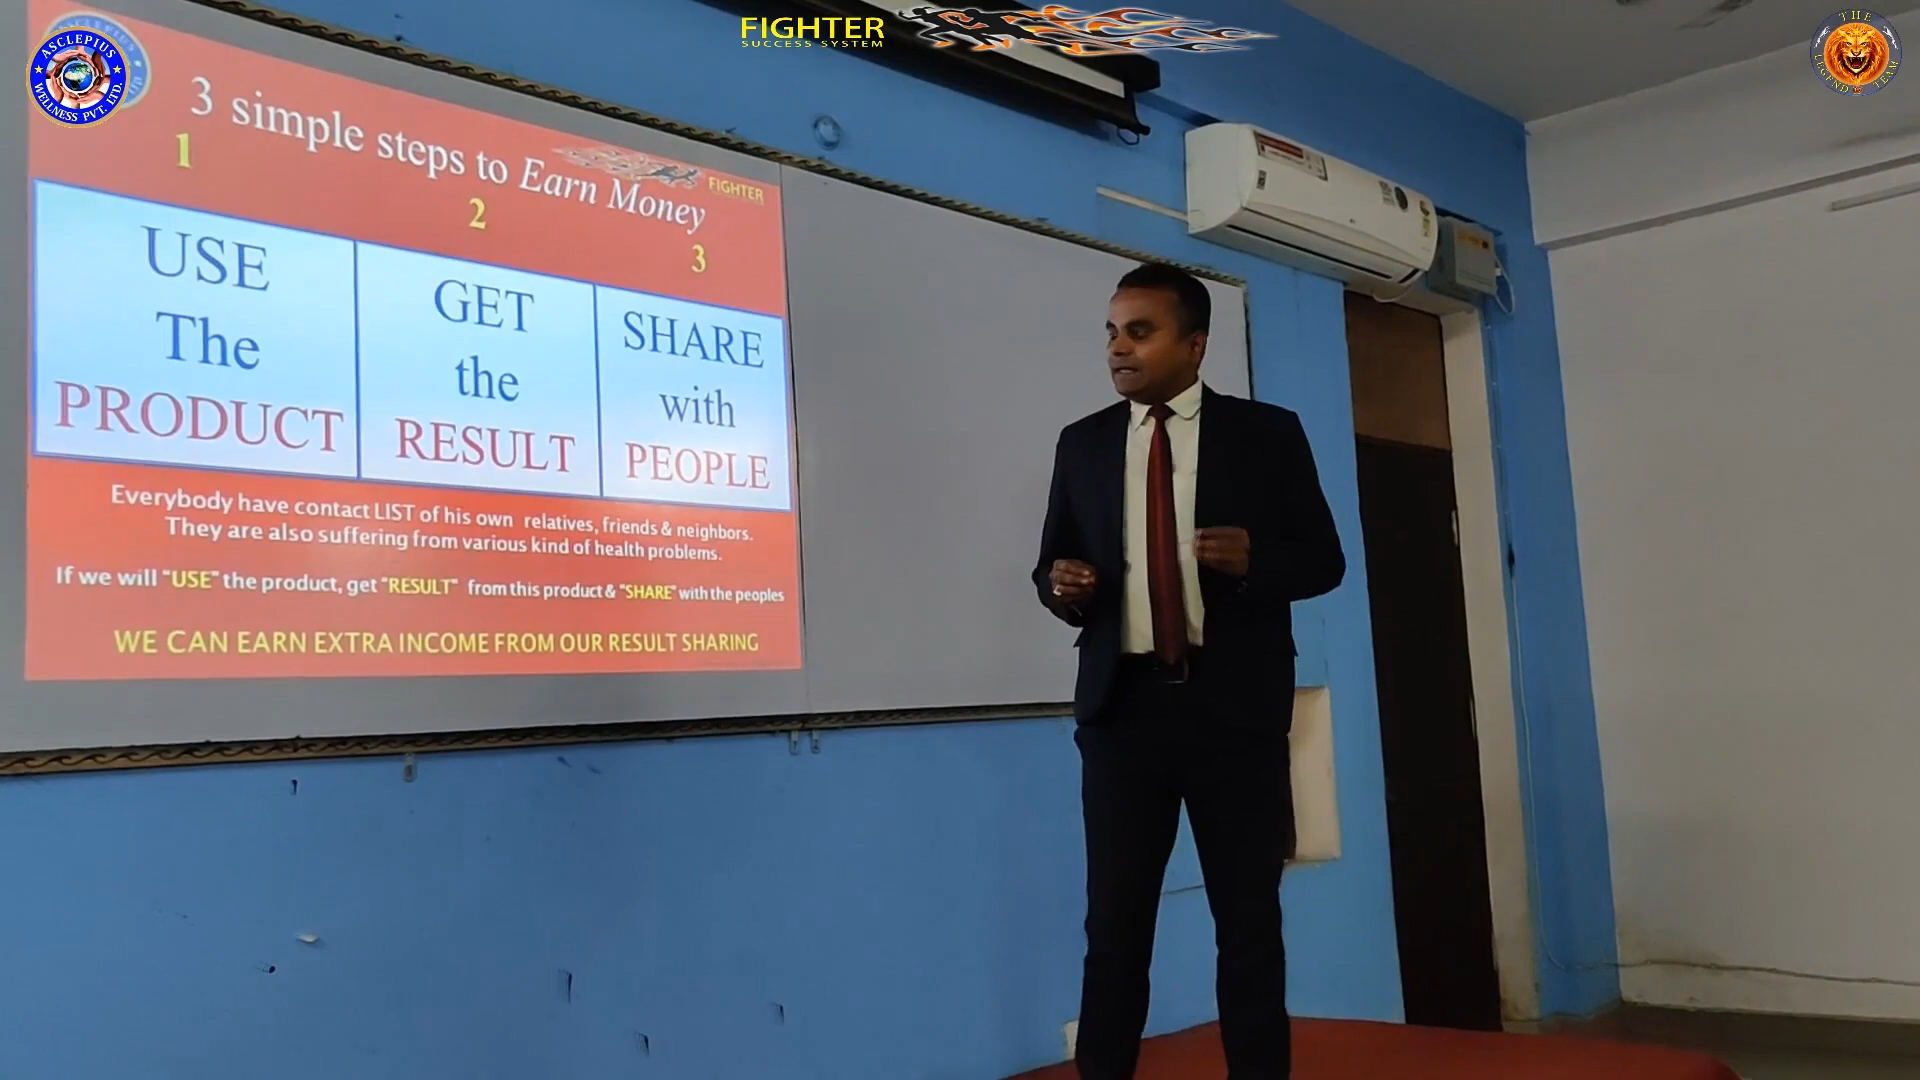 ASCLEPIUS
WELLNESS PVT. LTD.
FIGHTER
SUCCESS SYSTEM
THE
LEGEND TEAM
3 simple steps to Earn Money
FIGHTER
1
2
3
USE
The
PRODUCT
GET
the
RESULT
SHARE
with
PEOPLE
Everybody have contact LIST of his own relatives, friends & neighbors.
They are also suffering from various kind of health problems.
If we will "USE" the product, get "RESULT" from this product & "SHARE" with the peoples
WE CAN EARN EXTRA INCOME FROM OUR RESULT SHARING